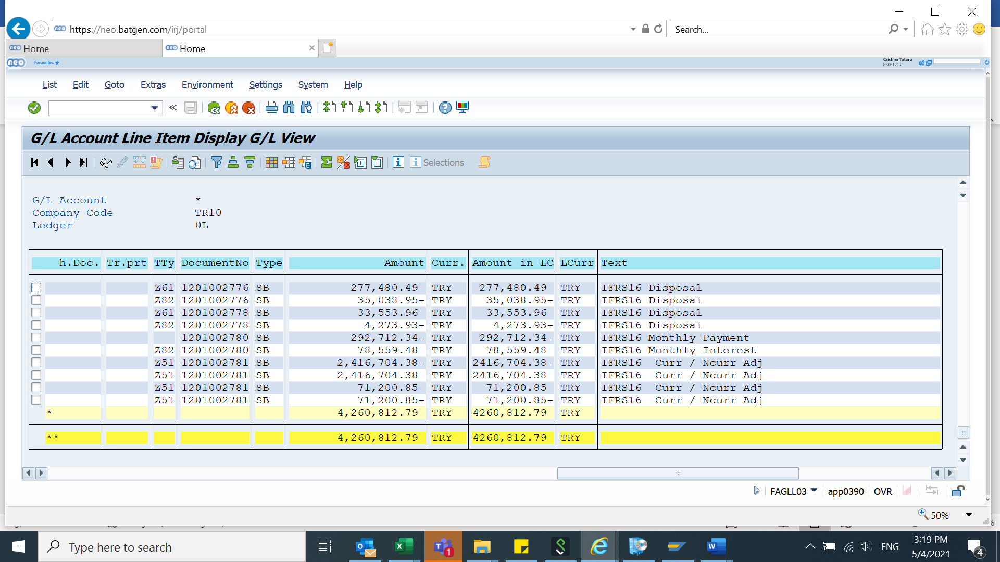 https://neo.batgen.com/irj/portal
Search...
Home
Home
neo Favourites: Cristina Tataru
85061717
List Edit Goto Extras Environment Settings System Help
G/L Account Line Item Display G/L View
Selections
G/L Account *
Company Code TR10
Ledger 0L
h.Doc. Tr.prt TTy DocumentNo Type Amount Curr. Amount in LC LCurr Text
Z61 1201002776 SB 277,480.49 TRY 277,480.49 TRY IFRS16 Disposal
Z82 1201002776 SB 35,038.95- TRY 35,038.95- TRY IFRS16 Disposal
Z61 1201002778 SB 33,553.96 TRY 33,553.96 TRY IFRS16 Disposal
Z82 1201002778 SB 4,273.93- TRY 4,273.93- TRY IFRS16 Disposal
1201002780 SB 292,712.34- TRY 292,712.34- TRY IFRS16 Monthly Payment
Z82 1201002780 SB 78,559.48 TRY 78,559.48 TRY IFRS16 Monthly Interest
Z51 1201002781 SB 2,416,704.38- TRY 2416,704.38- TRY IFRS16 Curr / Ncurr Adj
Z51 1201002781 SB 2,416,704.38 TRY 2416,704.38 TRY IFRS16 Curr / Ncurr Adj
Z51 1201002781 SB 71,200.85 TRY 71,200.85 TRY IFRS16 Curr / Ncurr Adj
Z51 1201002781 SB 71,200.85- TRY 71,200.85- TRY IFRS16 Curr / Ncurr Adj
* 4,260,812.79 TRY 4260,812.79 TRY
** 4,260,812.79 TRY 4260,812.79 TRY
FAGLL03 app0390 OVR
50%
Type here to search
1
ENG
3:19 PM
5/4/2021
4